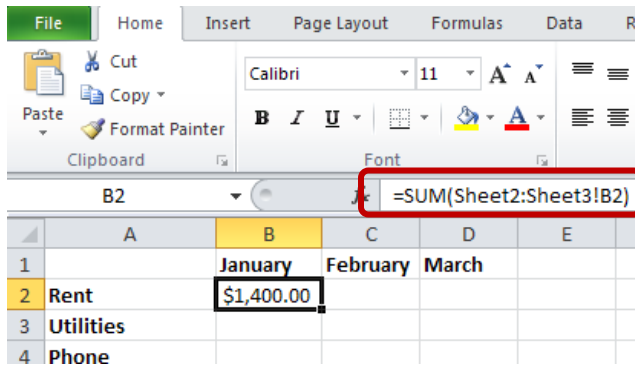 File Home Insert Page Layout Formulas Data
Cut
Calibri 11 A A
Copy
Paste
B I U A
Format Painter
Clipboard Font
B2 fx =SUM(Sheet2:Sheet3!B2)
A B C D E
1 January February March
2 Rent $1,400.00
3 Utilities
4 Phone